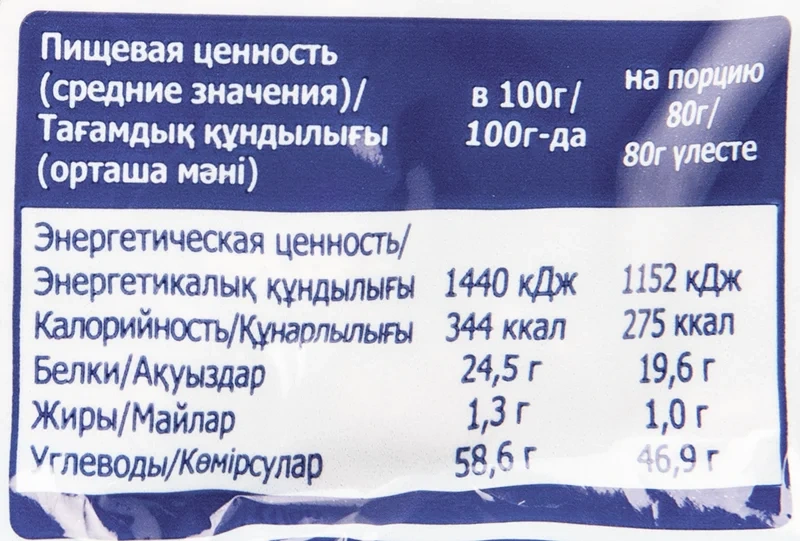 Пищевая ценность
(средние значения)/
Тағамдық құндылығы
(орташа мәні)
в 100г/
100г-да
на порцию
80г/
80г үлесте
Энергетическая ценность/
Энергетикалық құндылығы 1440 кДж 1152 кДж
Калорийность/Құнарлылығы 344 ккал 275 ккал
Белки/Ақуыздар 24,5 г 19,6 г
Жиры/Майлар 1,3 г 1,0 г
Углеводы/Көмірсулар 58,6 г 46,9 г